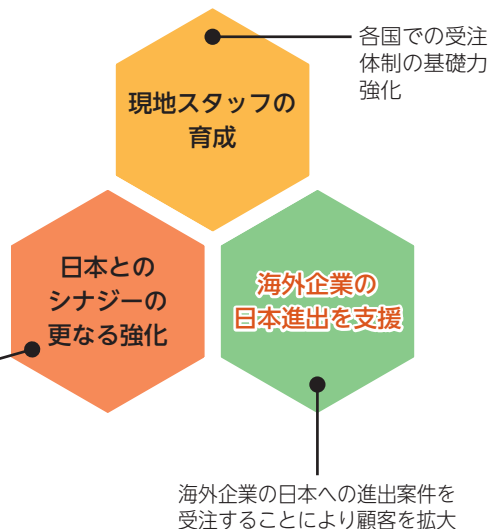 各国での受注
体制の基礎力
強化
現地スタッフの
育成
日本との
シナジーの
更なる強化
海外企業の
日本進出を支援
海外企業の日本への進出案件を
受注することにより顧客を拡大